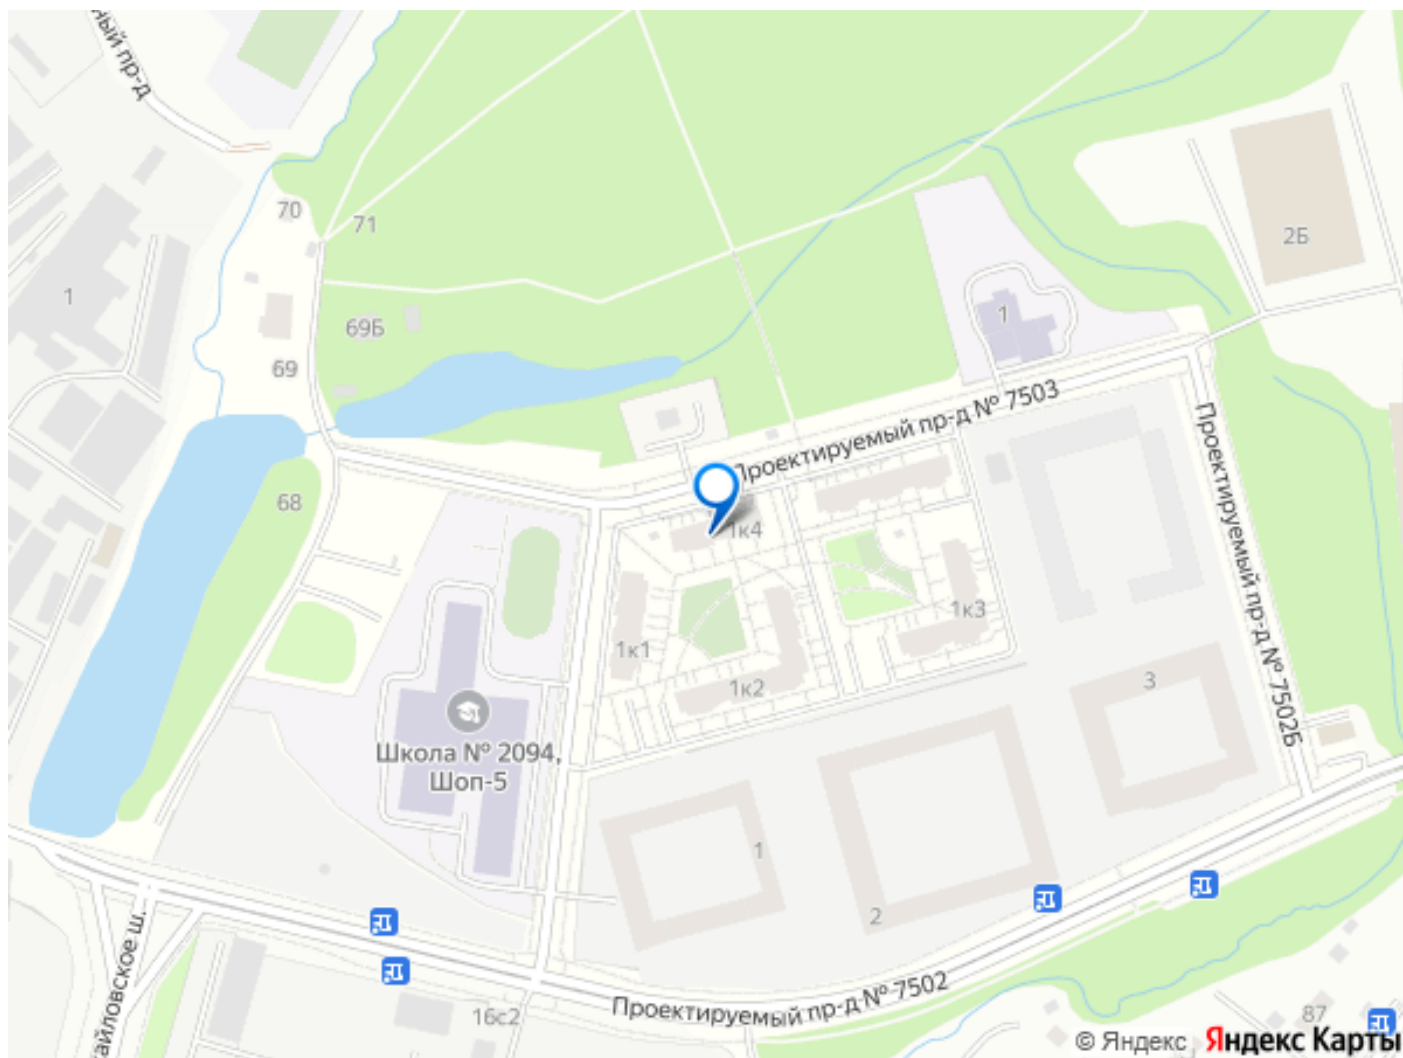 ный пр-д
70
71
2Б
1
69Б
1
69
Проектируемый пр-д № 7503
68
1к4
Проектируемый пр-д № 7502Б
1к3
1к1
1к2
3
Школа № 2094,
Шоп-5
1
2
айловское ш.
Проектируемый пр-д № 7502
16с2
87
© Яндекс Яндекс Карты